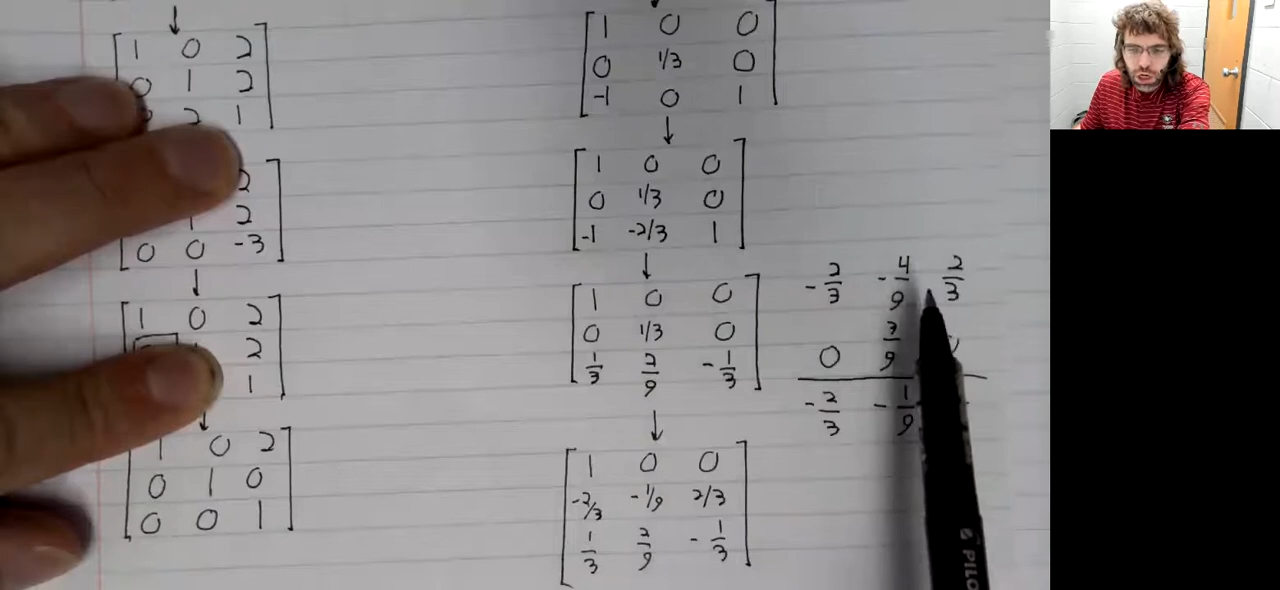 1 0 2
0 1 2
2 1
2
2
0 0 -3
1 0 2
2
1
1 0 2
0 1 0
0 0 1
1 0 0
0 1/3 0
-1 0 1
1 0 0
0 1/3 0
-1 -2/3 1
1 0 0
0 1/3 0
1/3 2/9 -1/3
1 0 0
-2/3 -1/9 2/3
1/3 2/9 -1/3
-2/3 -4/9 2/3
0 3/9
-2/3 -1/9
PILO